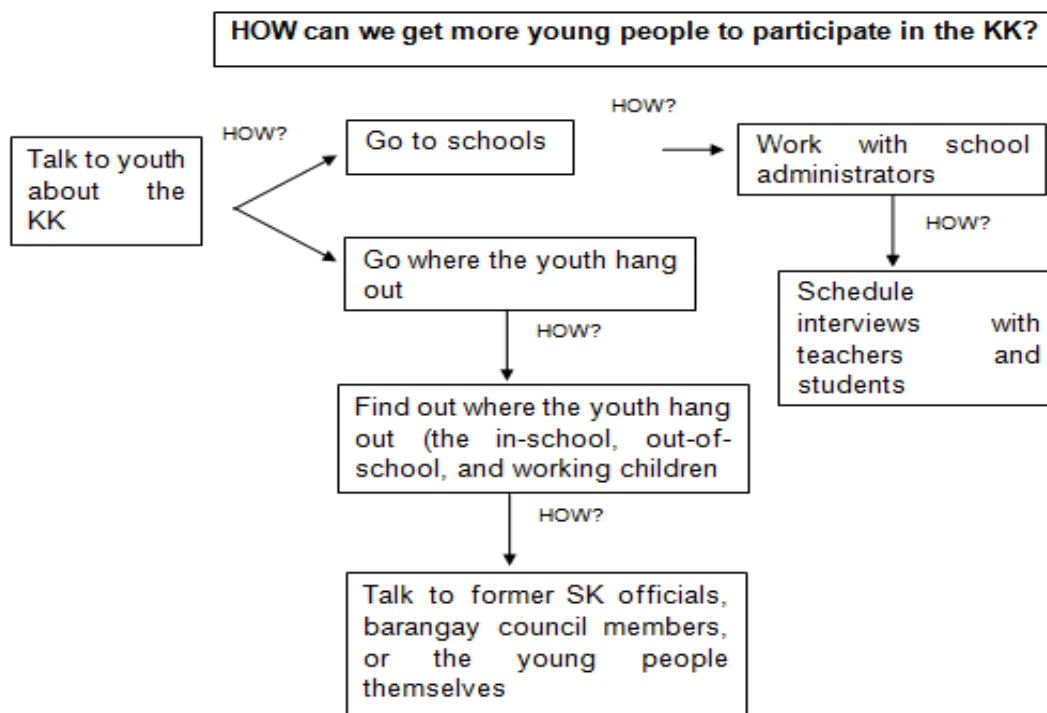 HOW can we get more young people to participate in the KK?
Talk to youth
about the
KK
HOW?
Go to schools
HOW?
Work with school
administrators
HOW?
Schedule
interviews with
teachers and
students
Go where the youth hang
out
HOW?
Find out where the youth hang
out (the in-school, out-of-
school, and working children
HOW?
Talk to former SK officials,
barangay council members,
or the young people
themselves